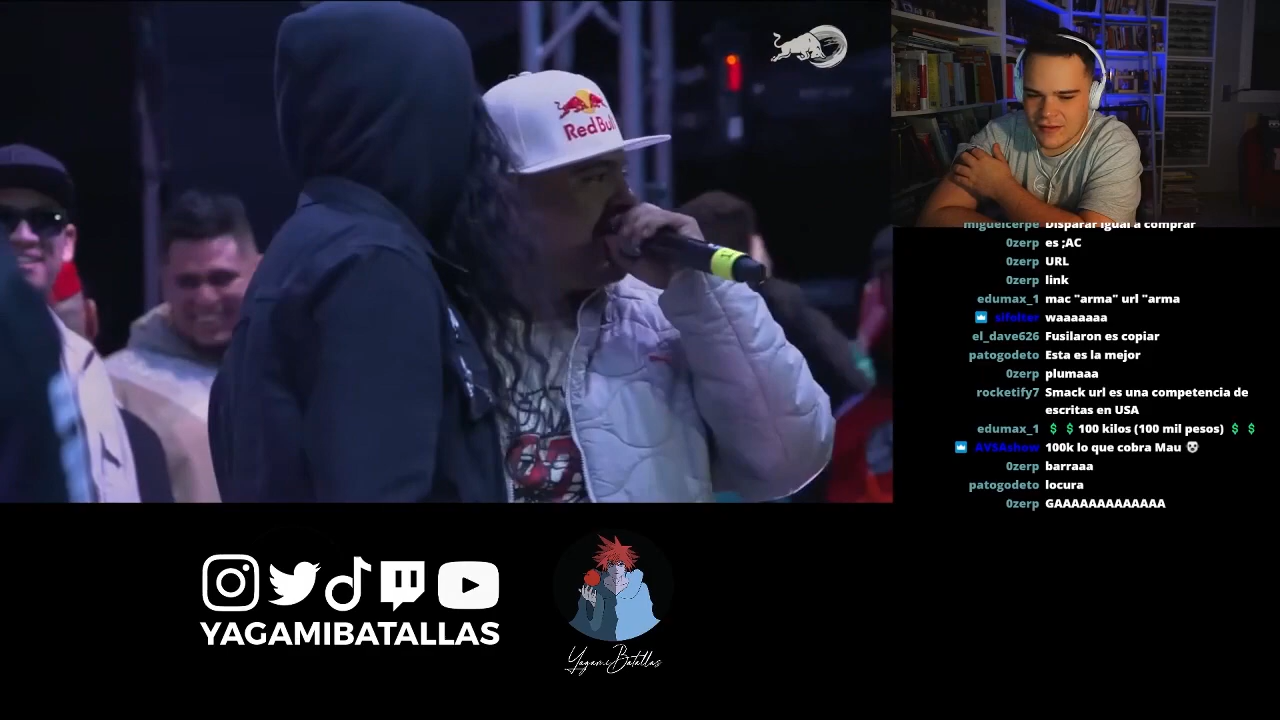 Red Bull
1
miguelcerpe Disparar igual a comprar
0zerp es ;AC
0zerp URL
0zerp link
edumax_1 mac "arma" url "arma
sifolter waaaaaaa
el_dave626 Fusilaron es copiar
patogodeto Esta es la mejor
0zerp plumaaa
rocketify7 Smack url es una competencia de
escritas en USA
edumax_1 💲 💲 100 kilos (100 mil pesos) 💲 💲
AVSAshow 100k lo que cobra Mau
0zerp barraaa
patogodeto locura
0zerp GAAAAAAAAAAAAA
YAGAMIBATALLAS
YagamiBatallas